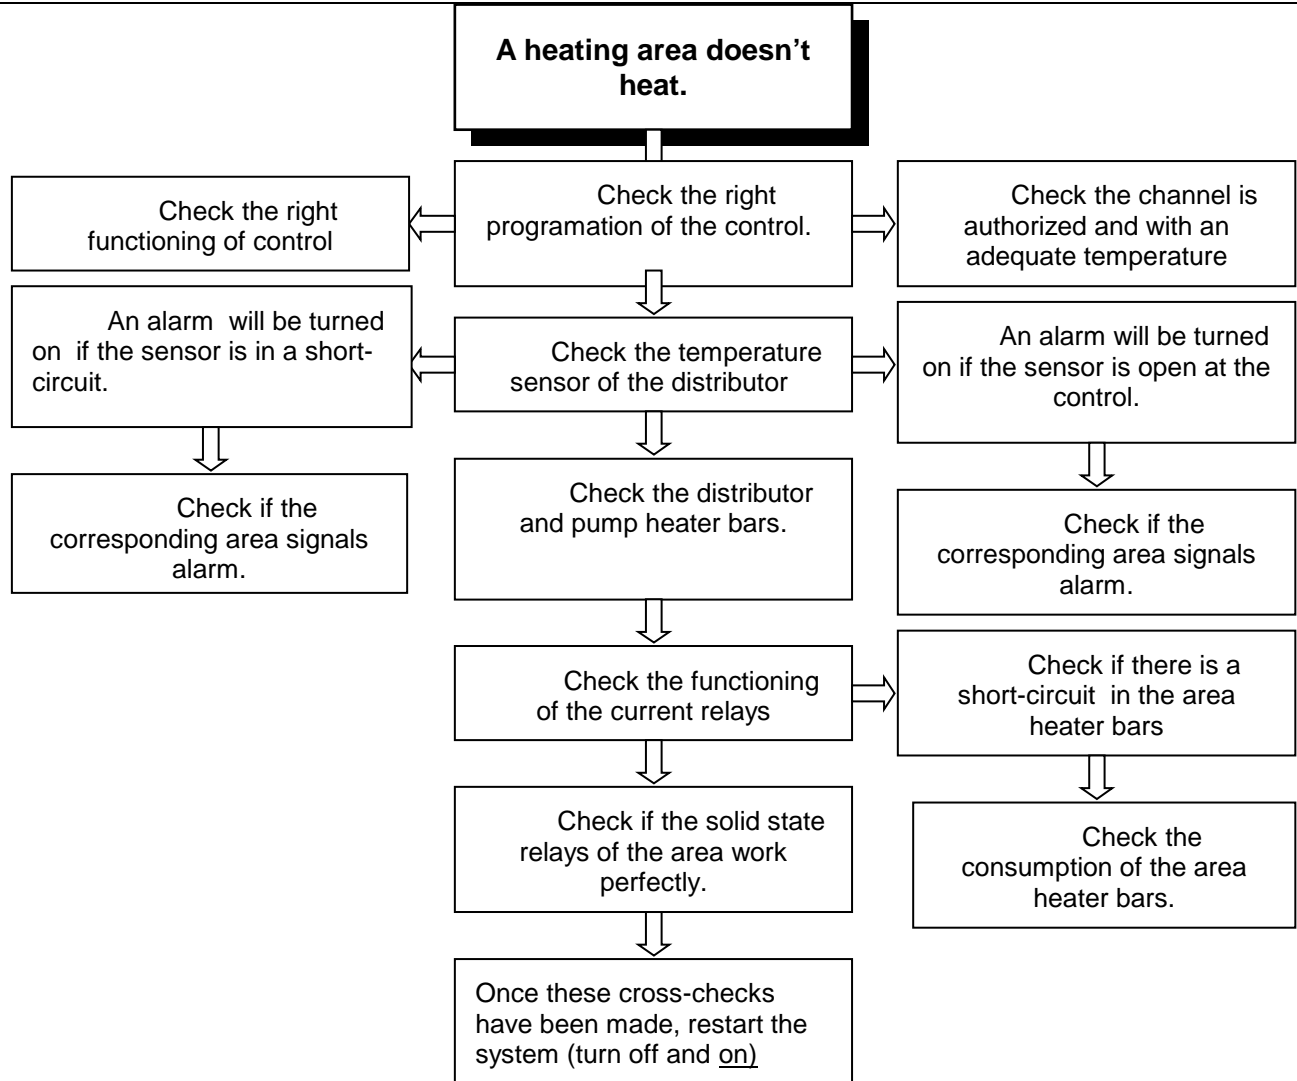 A heating area doesn’t
heat.
Check the right
functioning of control
Check the right
programation of the control.
Check the channel is
authorized and with an
adequate temperature
An alarm will be turned
on if the sensor is in a short-
circuit.
Check the temperature
sensor of the distributor
An alarm will be turned
on if the sensor is open at the
control.
Check if the
corresponding area signals
alarm.
Check the distributor
and pump heater bars.
Check if the
corresponding area signals
alarm.
Check the functioning
of the current relays
Check if there is a
short-circuit in the area
heater bars
Check if the solid state
relays of the area work
perfectly.
Check the
consumption of the area
heater bars.
Once these cross-checks
have been made, restart the
system (turn off and on)